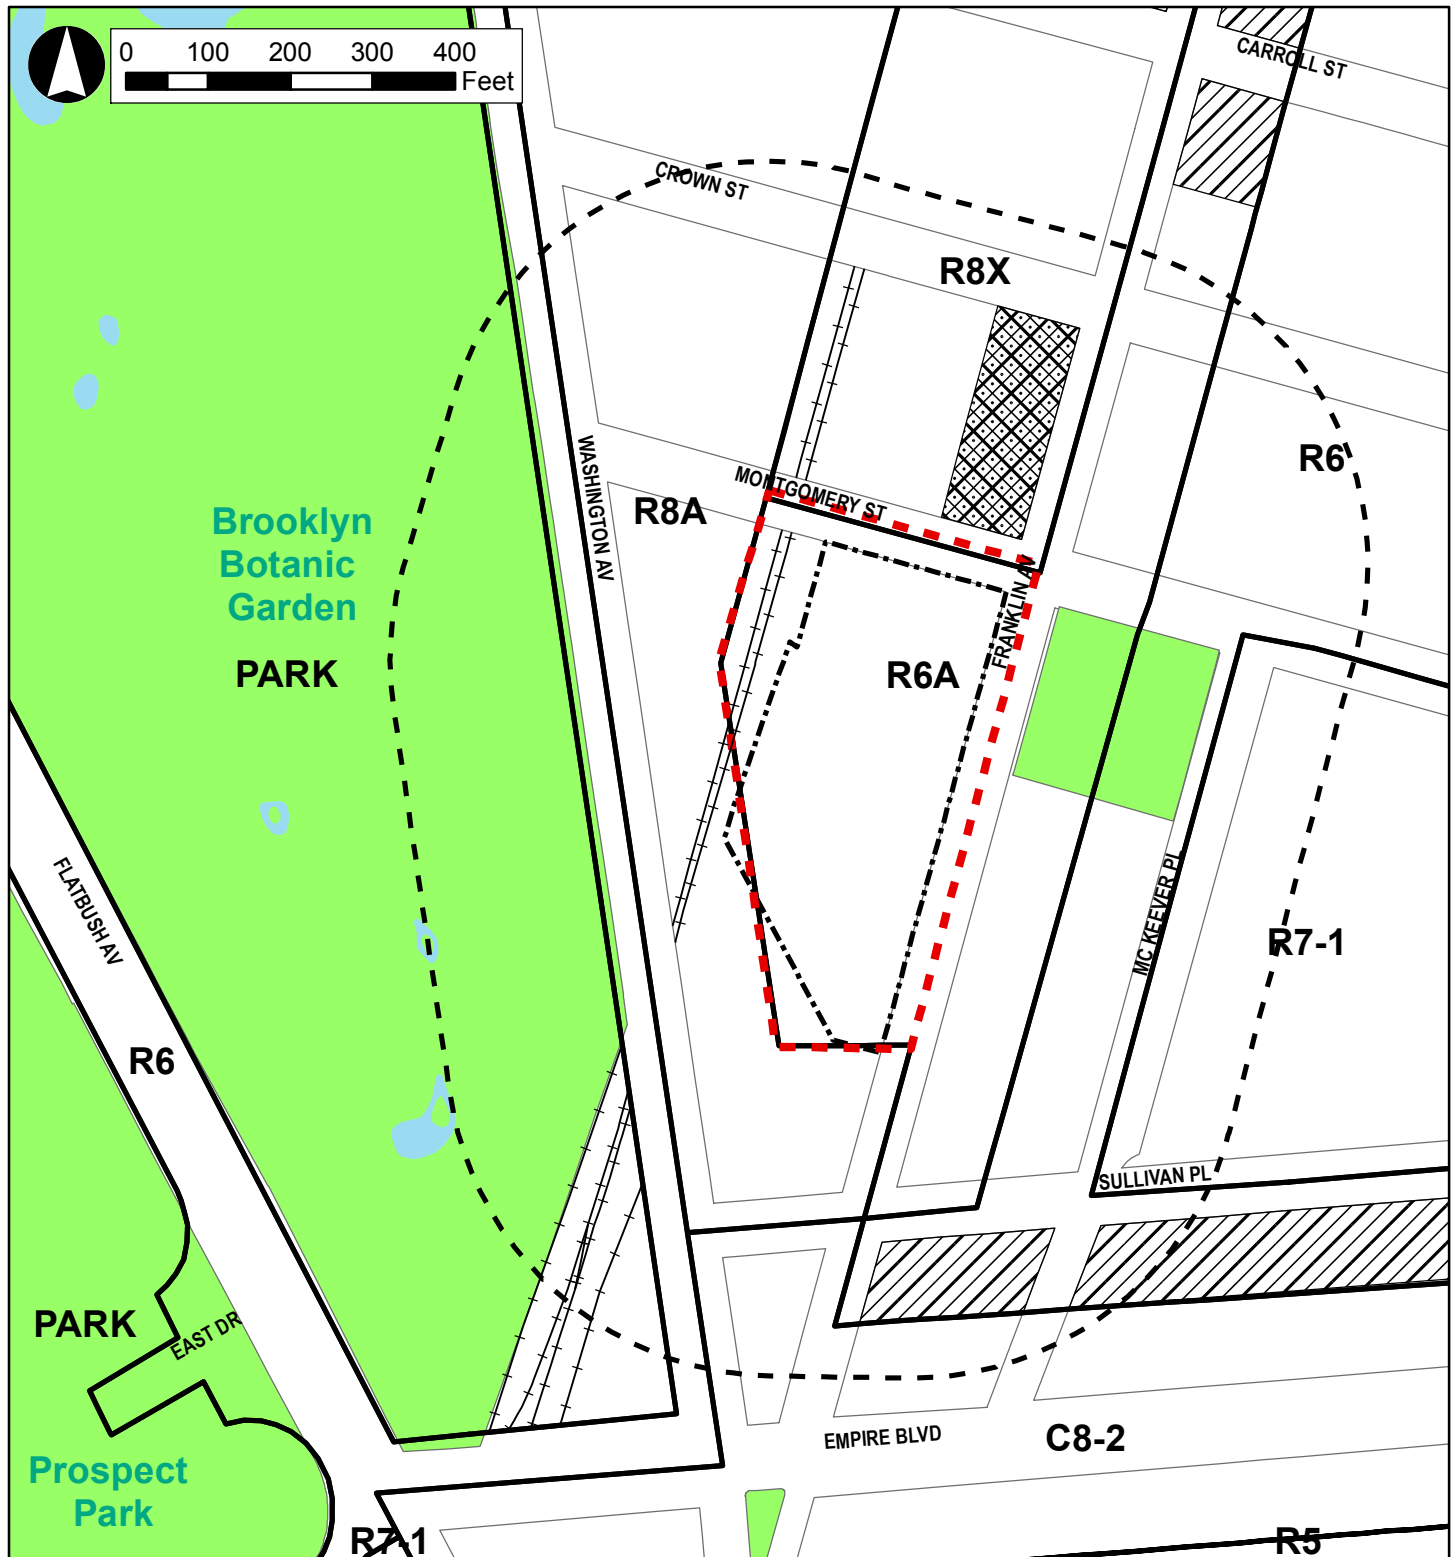 0 100 200 300 400
Feet
CARROLL ST
CROWN ST
R8X
R6
WASHINGTON AV
MONTGOMERY ST
R8A
Brooklyn
Botanic
Garden
PARK
FRANKLIN AV
R6A
FLATBUSH AV
MC KEEVER PL
R7-1
R6
SULLIVAN PL
PARK
EAST DR
EMPIRE BLVD
C8-2
Prospect
Park
R7-1
R5